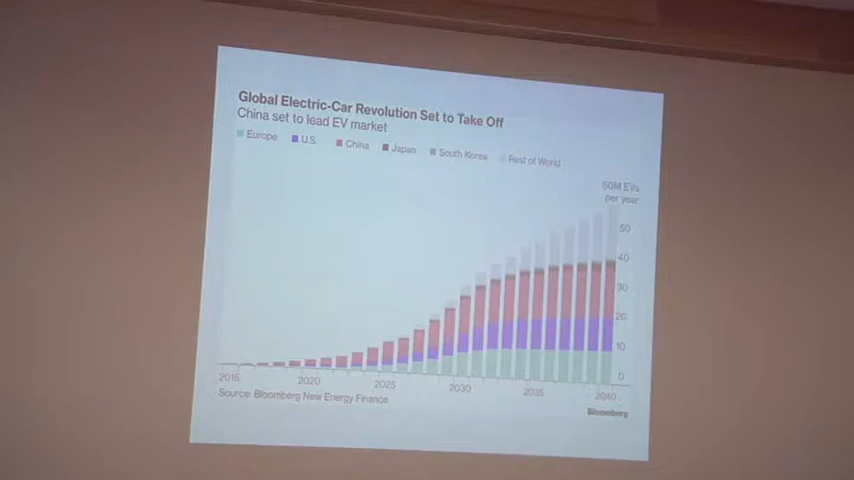 Global Electric-Car Revolution Set to Take Off
China set to lead EV market
Europe U.S. China Japan South Korea Rest of World
60M EVs
per year
50
40
30
20
10
0
2015 2020 2025 2030 2035 2040
Source: Bloomberg New Energy Finance
Bloomberg